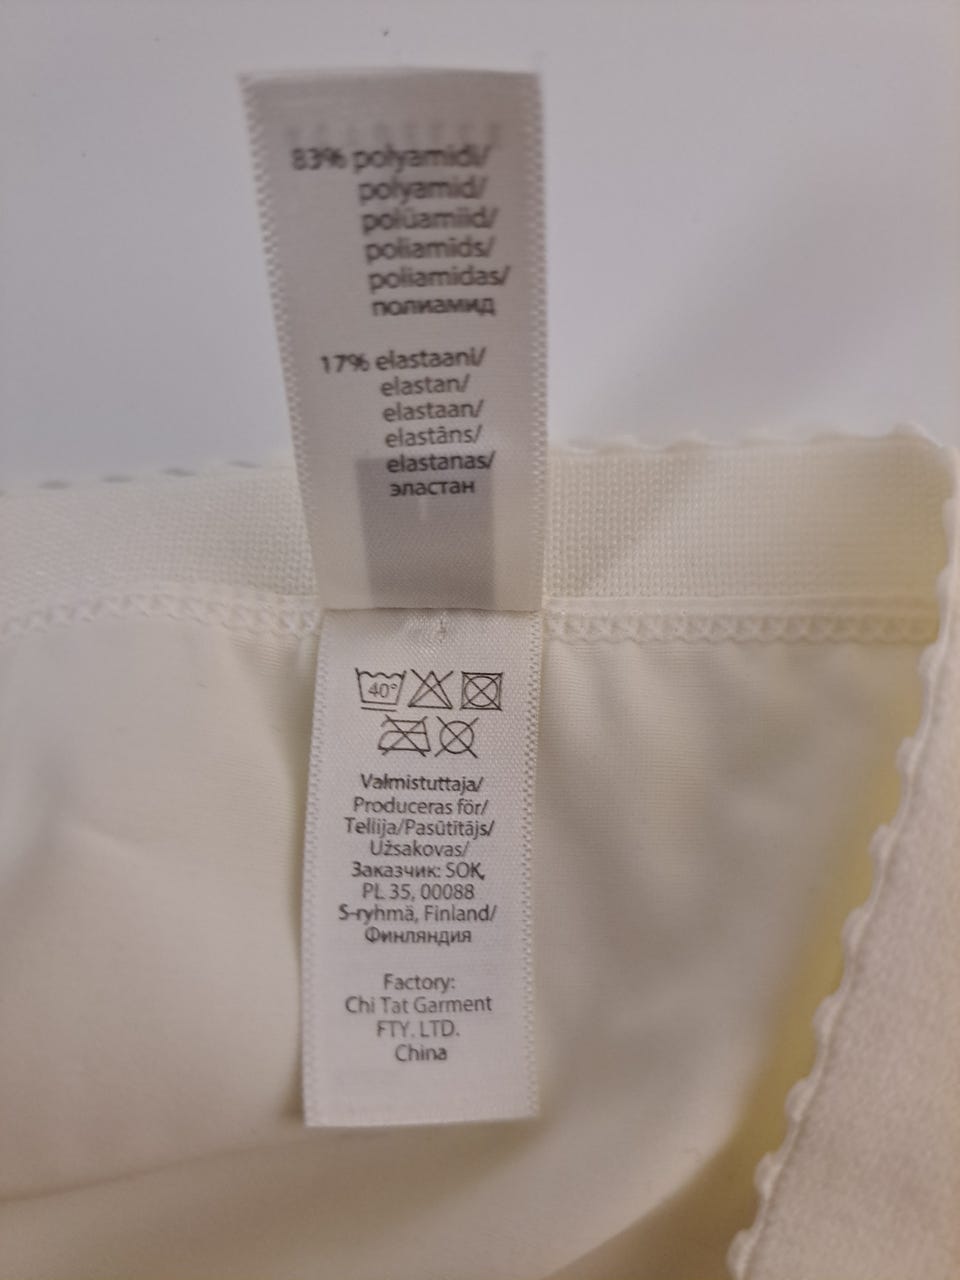 83% polyamidi/
polyamid/
polüamiid/
poliamīds/
poliamidas/
полиамид
17% elastaani/
elastan/
elastaan/
elastāns/
elastanas/
эластан
40°
Valmistuttaja/
Produceras för/
Tellija/Pasūtītājs/
Užsakovas/
Заказчик: SOK,
PL 35, 00088
S-ryhmä, Finland/
Финляндия
Factory:
Chi Tat Garment
FTY. LTD.
China